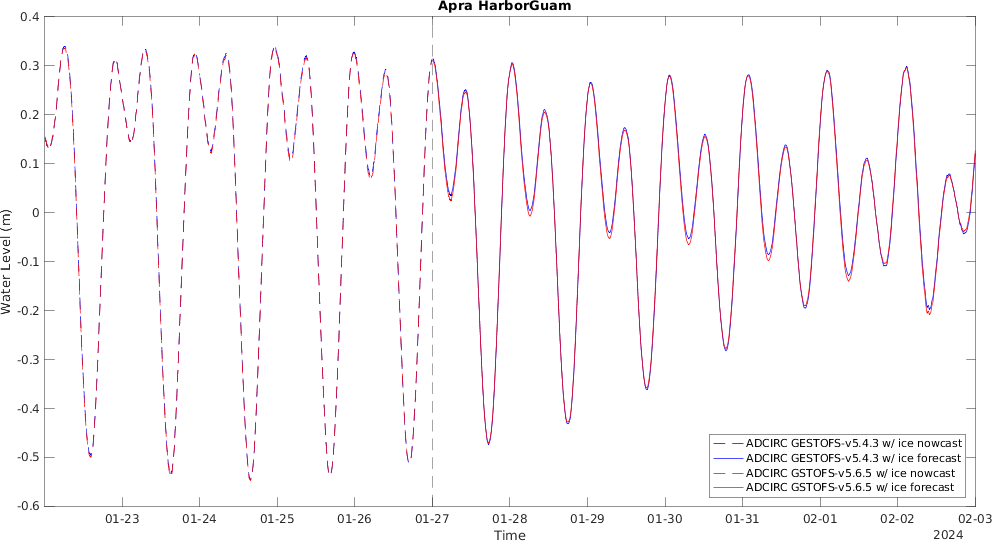 Apra HarborGuam
0.4
0.3
0.2
0.1
0
-0.1
-0.2
-0.3
-0.4
-0.5
-0.6
Water Level (m)
ADCIRC GESTOFS-v5.4.3 w/ ice nowcast
ADCIRC GESTOFS-v5.4.3 w/ ice forecast
ADCIRC GSTOFS-v5.6.5 w/ ice nowcast
ADCIRC GSTOFS-v5.6.5 w/ ice forecast
01-23 01-24 01-25 01-26 01-27 01-28 01-29 01-30 01-31 02-01 02-02 02-03
Time
2024